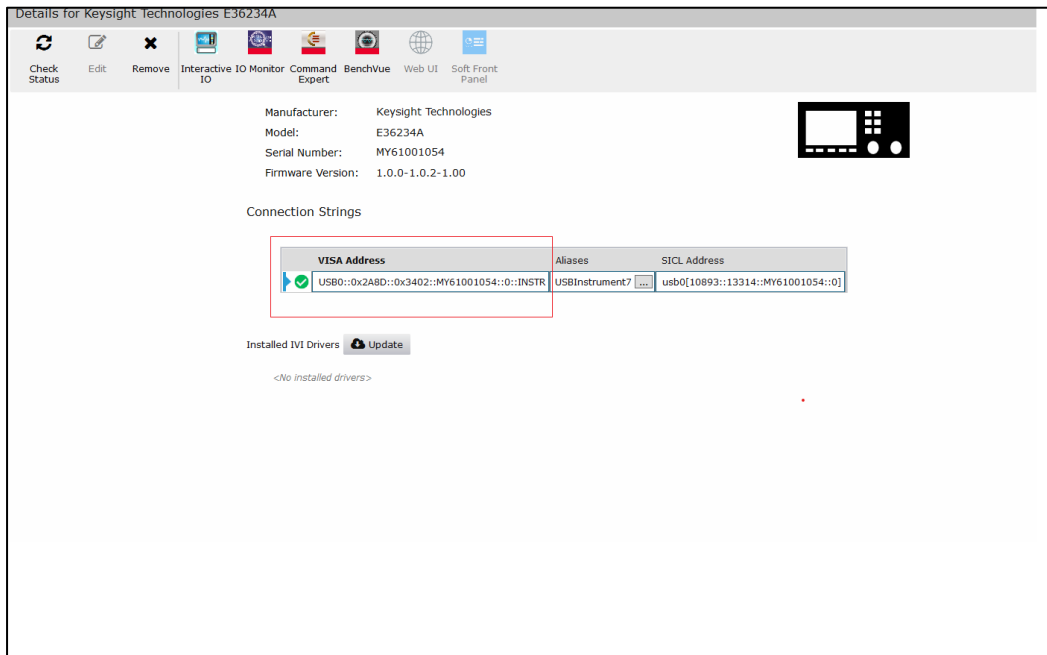 Details for Keysight Technologies E36234A
Check Status
Edit
Remove
Interactive IO
IO Monitor
Command Expert
BenchVue
Web UI
Soft Front Panel
Manufacturer: Keysight Technologies
Model: E36234A
Serial Number: MY61001054
Firmware Version: 1.0.0-1.0.2-1.00
Connection Strings
VISA Address Aliases SICL Address
USB0::0x2A8D::0x3402::MY61001054::0::INSTR USBInstrument7 ... usb0[10893::13314::MY61001054::0]
Installed IVI Drivers Update
<No installed drivers>